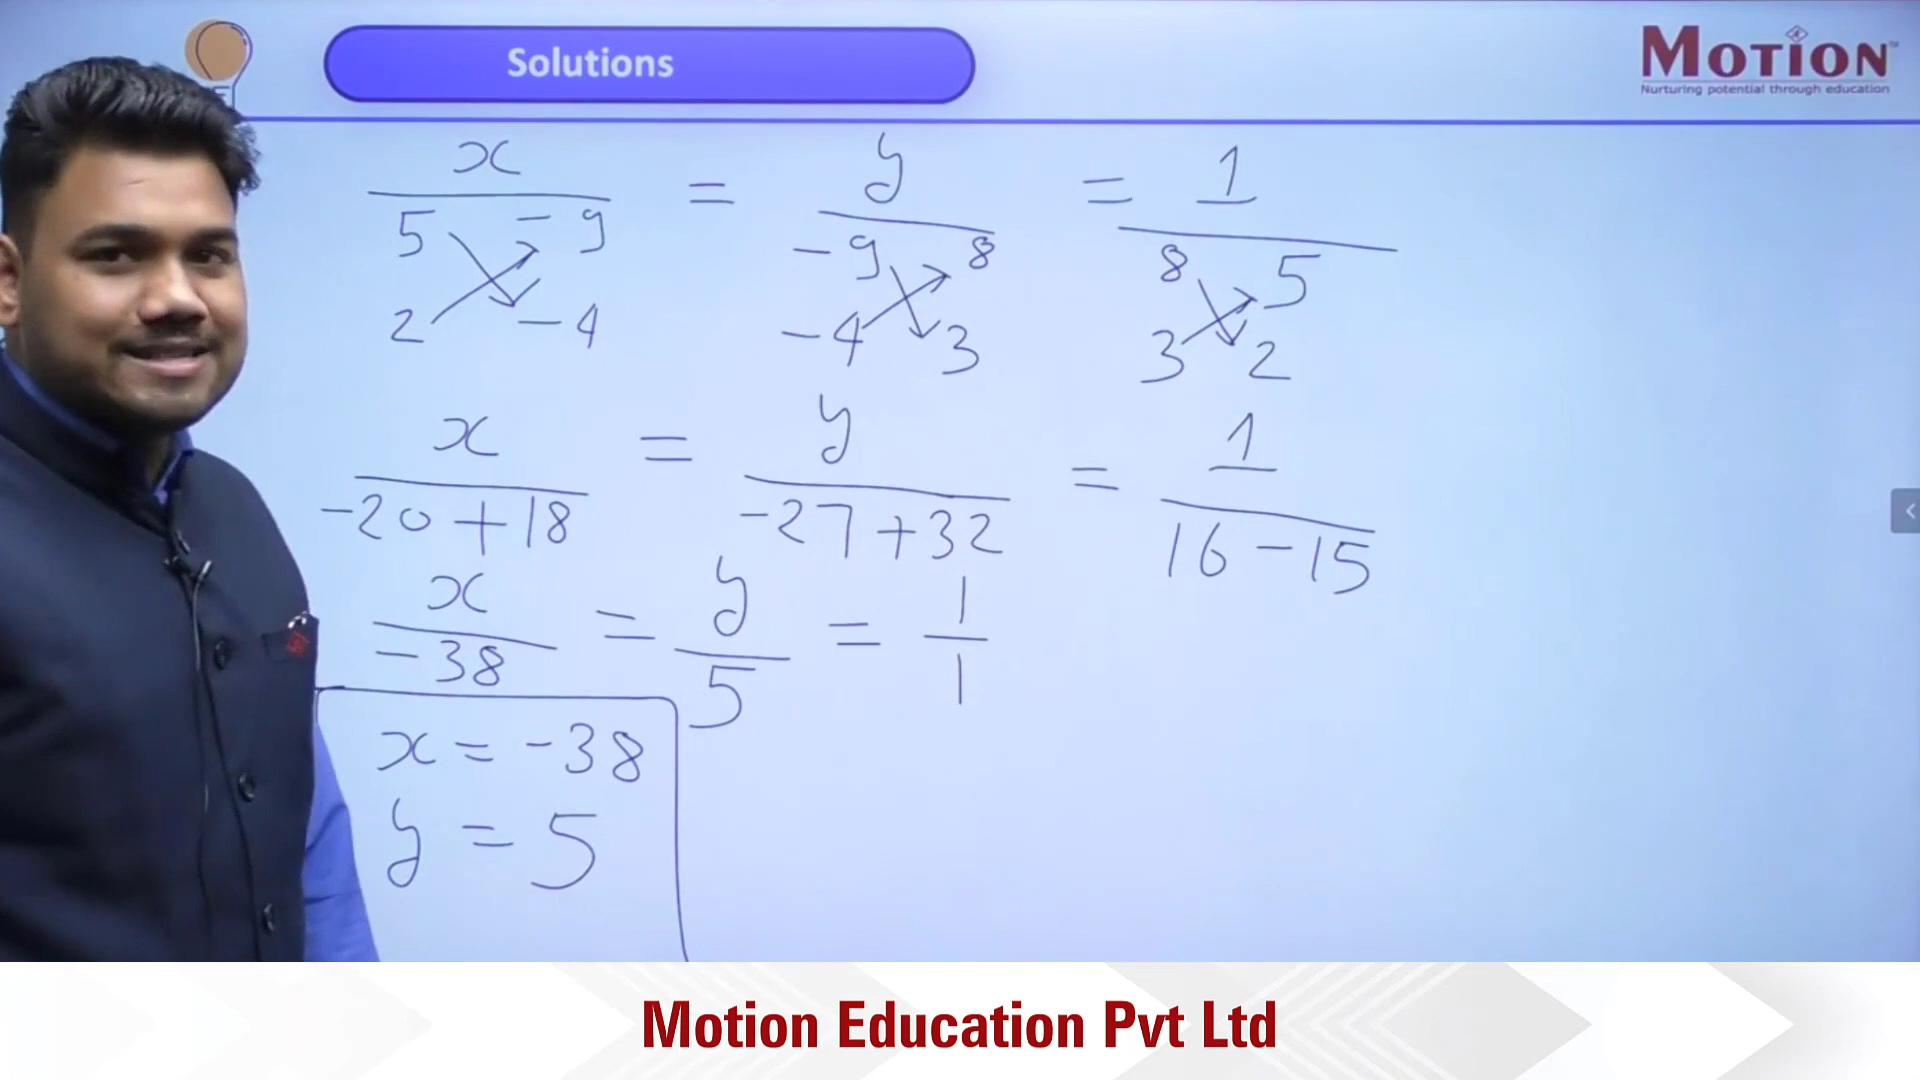 Solutions
MOTION™
Nurturing potential through education
x = y = 1
5 -9 -9 8 8 5
2 -4 -4 3 3 2
x = y = 1
-20+18 -27+32 16-15
x = y = 1
-38 5 1
x = -38
y = 5
Motion Education Pvt Ltd